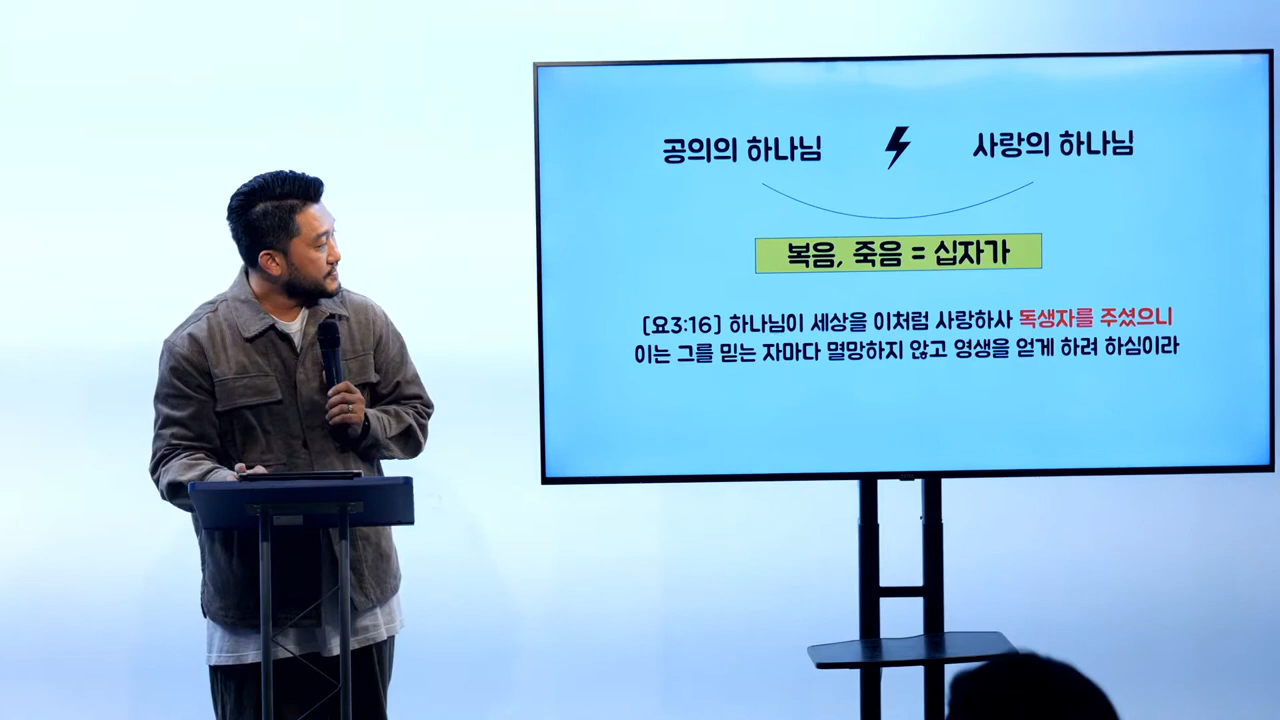 공의의 하나님 사랑의 하나님
복음, 죽음 = 십자가
[요3:16] 하나님이 세상을 이처럼 사랑하사 독생자를 주셨으니
이는 그를 믿는 자마다 멸망하지 않고 영생을 얻게 하려 하심이라